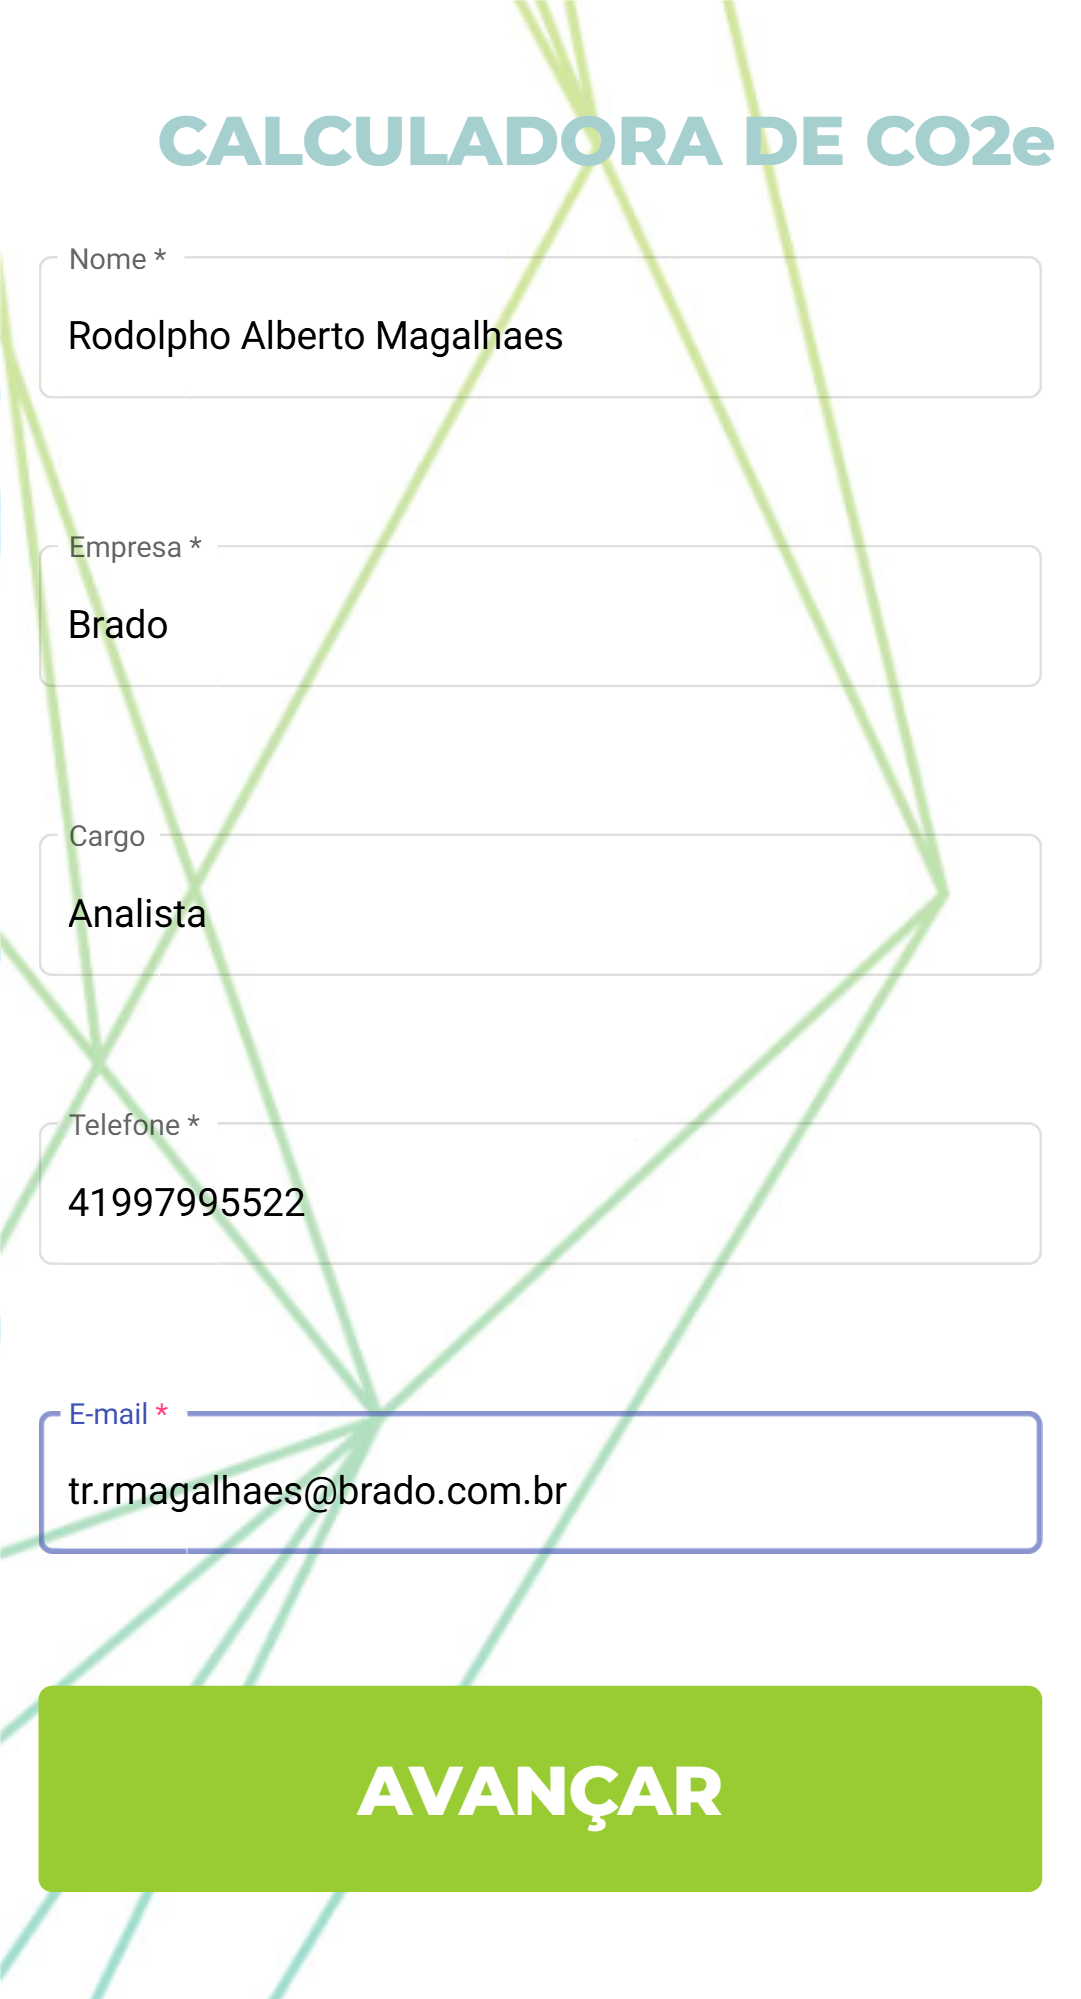 CALCULADORA DE CO2e
Nome *
Rodolpho Alberto Magalhaes
Empresa *
Brado
Cargo
Analista
Telefone *
41997995522
E-mail *
tr.rmagalhaes@brado.com.br
AVANÇAR